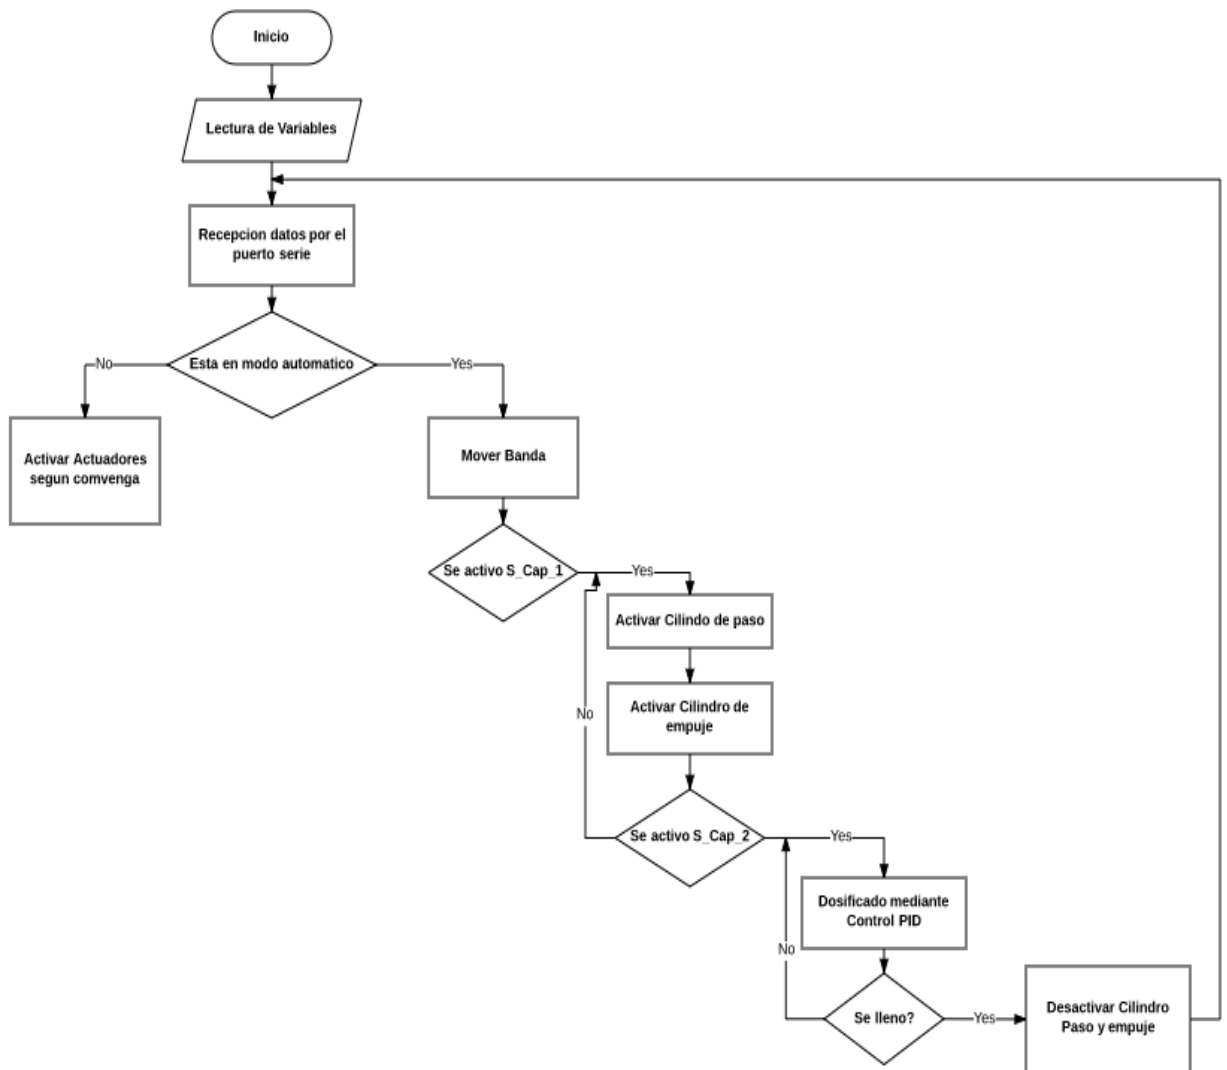 Inicio
Lectura de Variables
Recepcion datos por el
puerto serie
Esta en modo automatico
No
Yes
Activar Actuadores
segun comvenga
Mover Banda
Se activo S_Cap_1
Yes
Activar Cilindo de paso
Activar Cilindro de
empuje
No
Se activo S_Cap_2
Yes
Dosificado mediante
Control PID
No
Se lleno?
Yes
Desactivar Cilindro
Paso y empuje